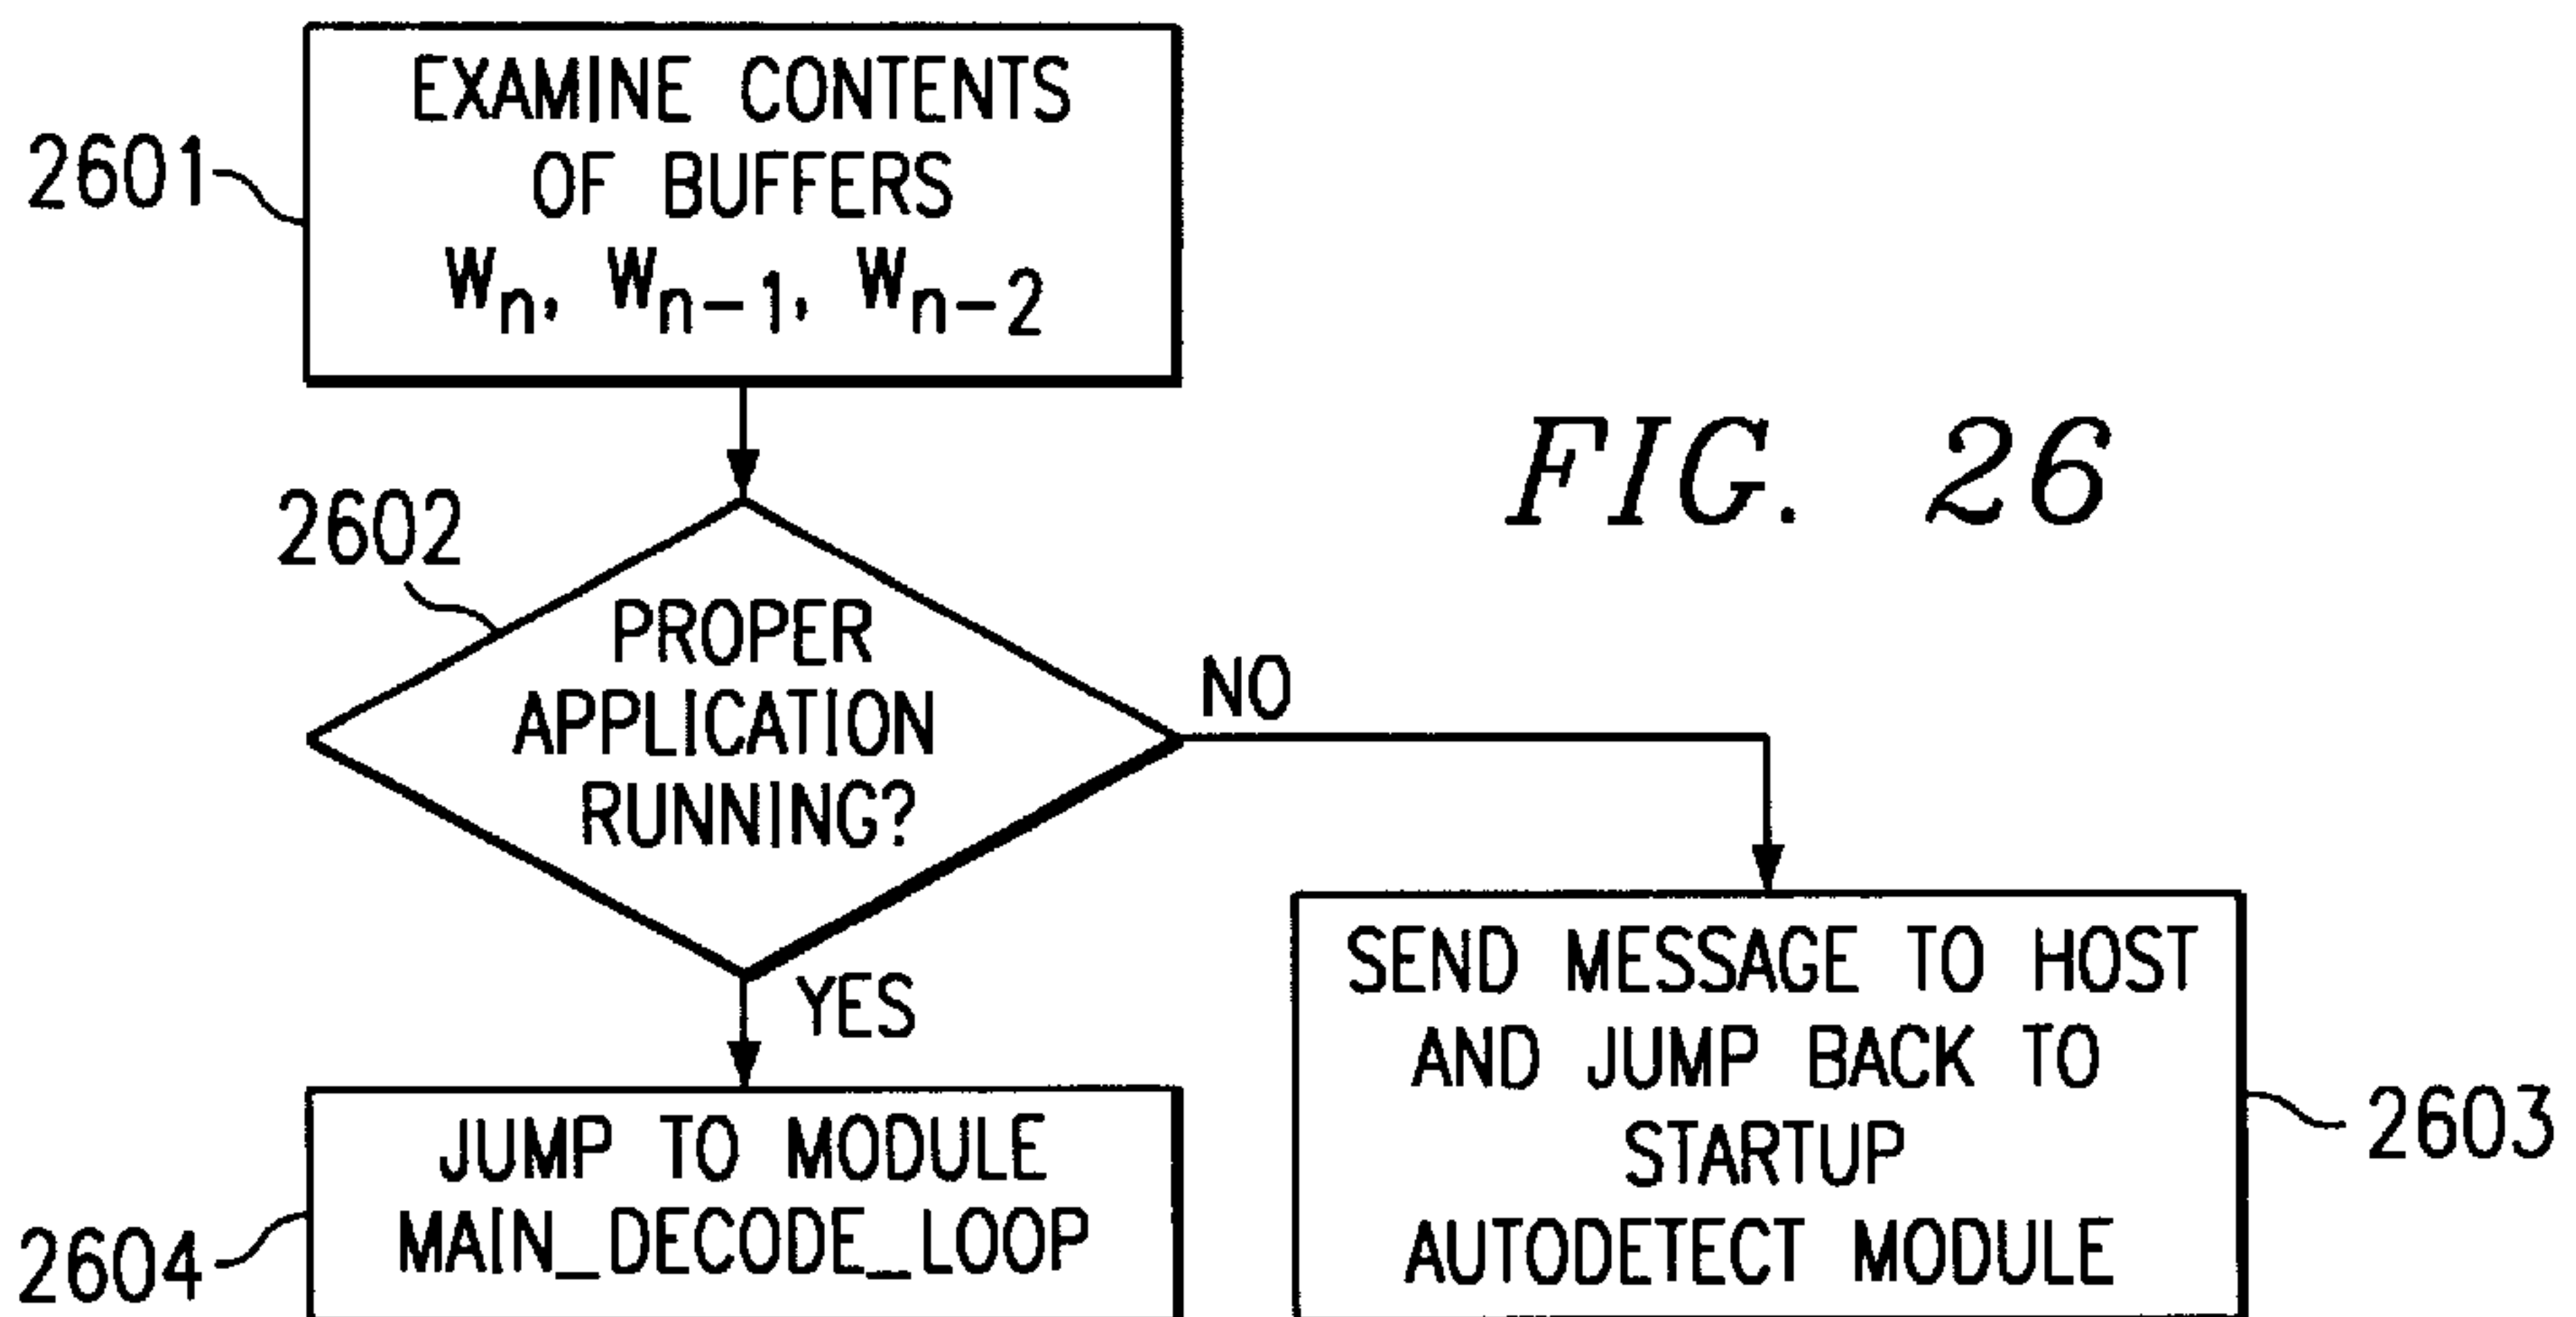 2601
EXAMINE CONTENTS
OF BUFFERS
Wn, Wn-1, Wn-2
FIG. 26
2602
PROPER
APPLICATION
RUNNING?
NO
YES
SEND MESSAGE TO HOST
AND JUMP BACK TO
STARTUP
AUTODETECT MODULE
2603
JUMP TO MODULE
MAIN_DECODE_LOOP
2604